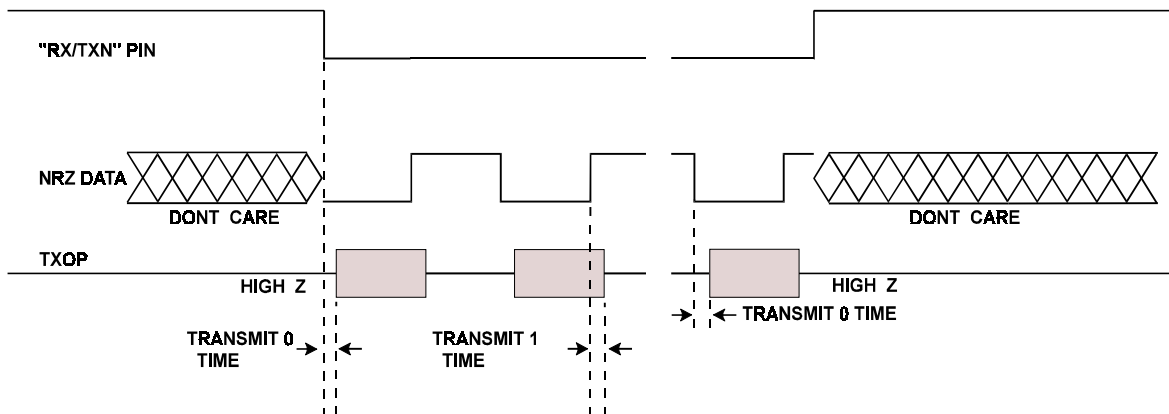 "RX/TXN" PIN
NRZ DATA
DONT CARE
DONT CARE
TXOP
HIGH Z
HIGH Z
TRANSMIT 0
TIME
TRANSMIT 1
TIME
TRANSMIT 0 TIME